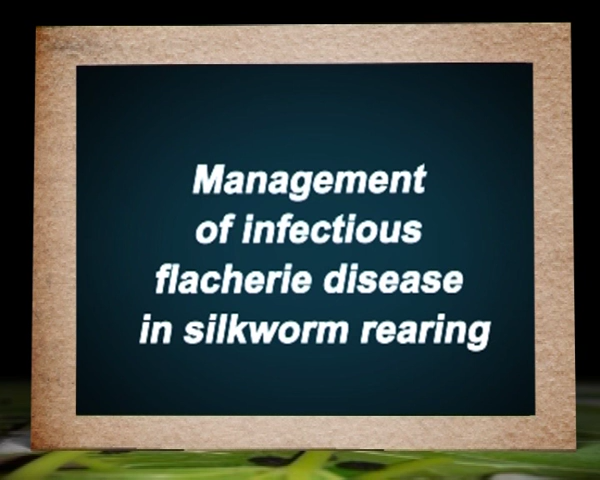 Management
of infectious
flacherie disease
in silkworm rearing